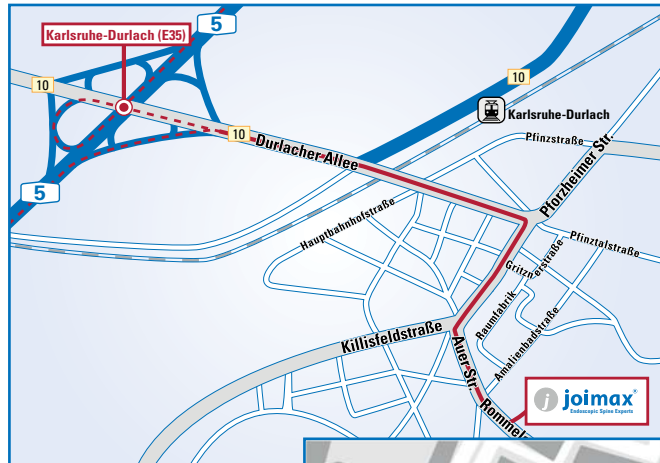 5
Karlsruhe-Durlach (E35)
10
10
10
Karlsruhe-Durlach
Durlacher Allee
Pfinzstraße
Pforzheimer Str.
5
Hauptbahnhofstraße
Pfinztalstraße
Gritznerstraße
Raumfabrik
Amalienbadstraße
Killisfeldstraße
Auer Str.
j joimax®
Endoscopic Spine Experts